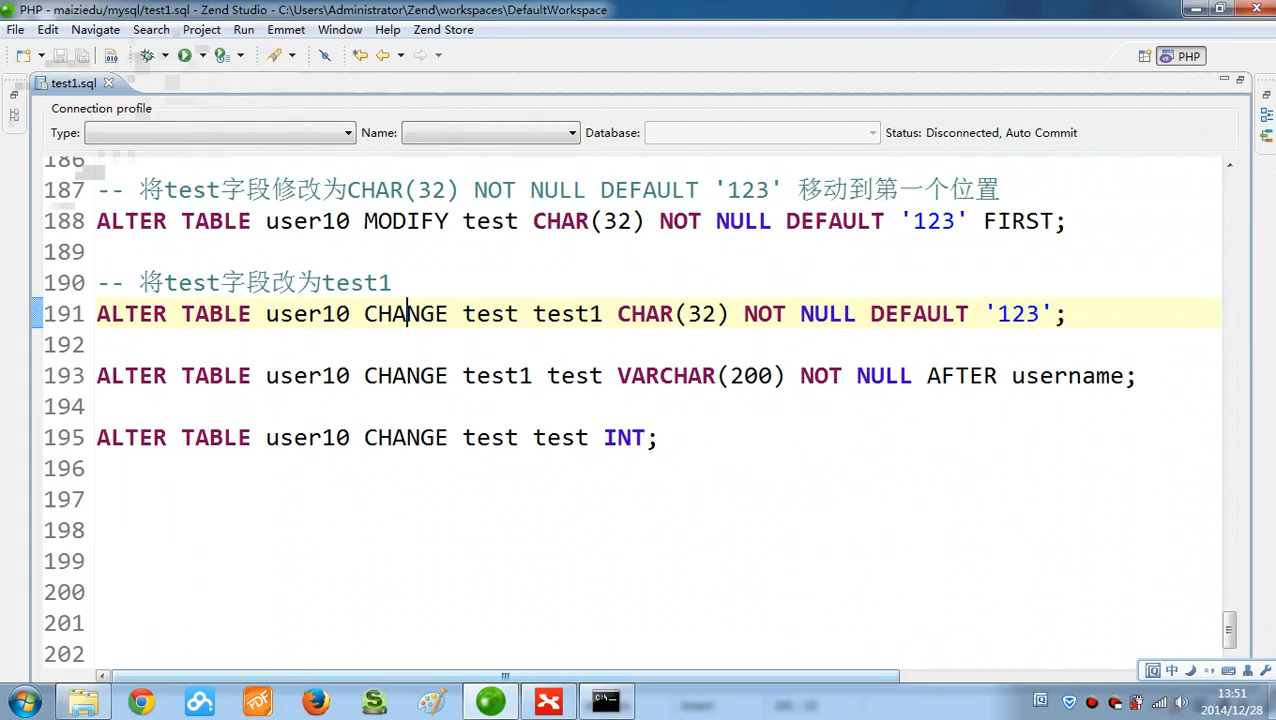 PHP - maiziedu/mysql/test1.sql - Zend Studio - C:\Users\Administrator\Zend\workspaces\DefaultWorkspace
File Edit Navigate Search Project Run Emmet Window Help Zend Store
PHP
test1.sql
Connection profile
Type: Name: Database: Status: Disconnected, Auto Commit
186
187 -- 将test字段修改为CHAR(32) NOT NULL DEFAULT '123' 移动到第一个位置
188 ALTER TABLE user10 MODIFY test CHAR(32) NOT NULL DEFAULT '123' FIRST;
189
190 -- 将test字段改为test1
191 ALTER TABLE user10 CHANGE test test1 CHAR(32) NOT NULL DEFAULT '123';
192
193 ALTER TABLE user10 CHANGE test1 test VARCHAR(200) NOT NULL AFTER username;
194
195 ALTER TABLE user10 CHANGE test test INT;
196
197
198
199
200
201
202
中
13:51
2014/12/28